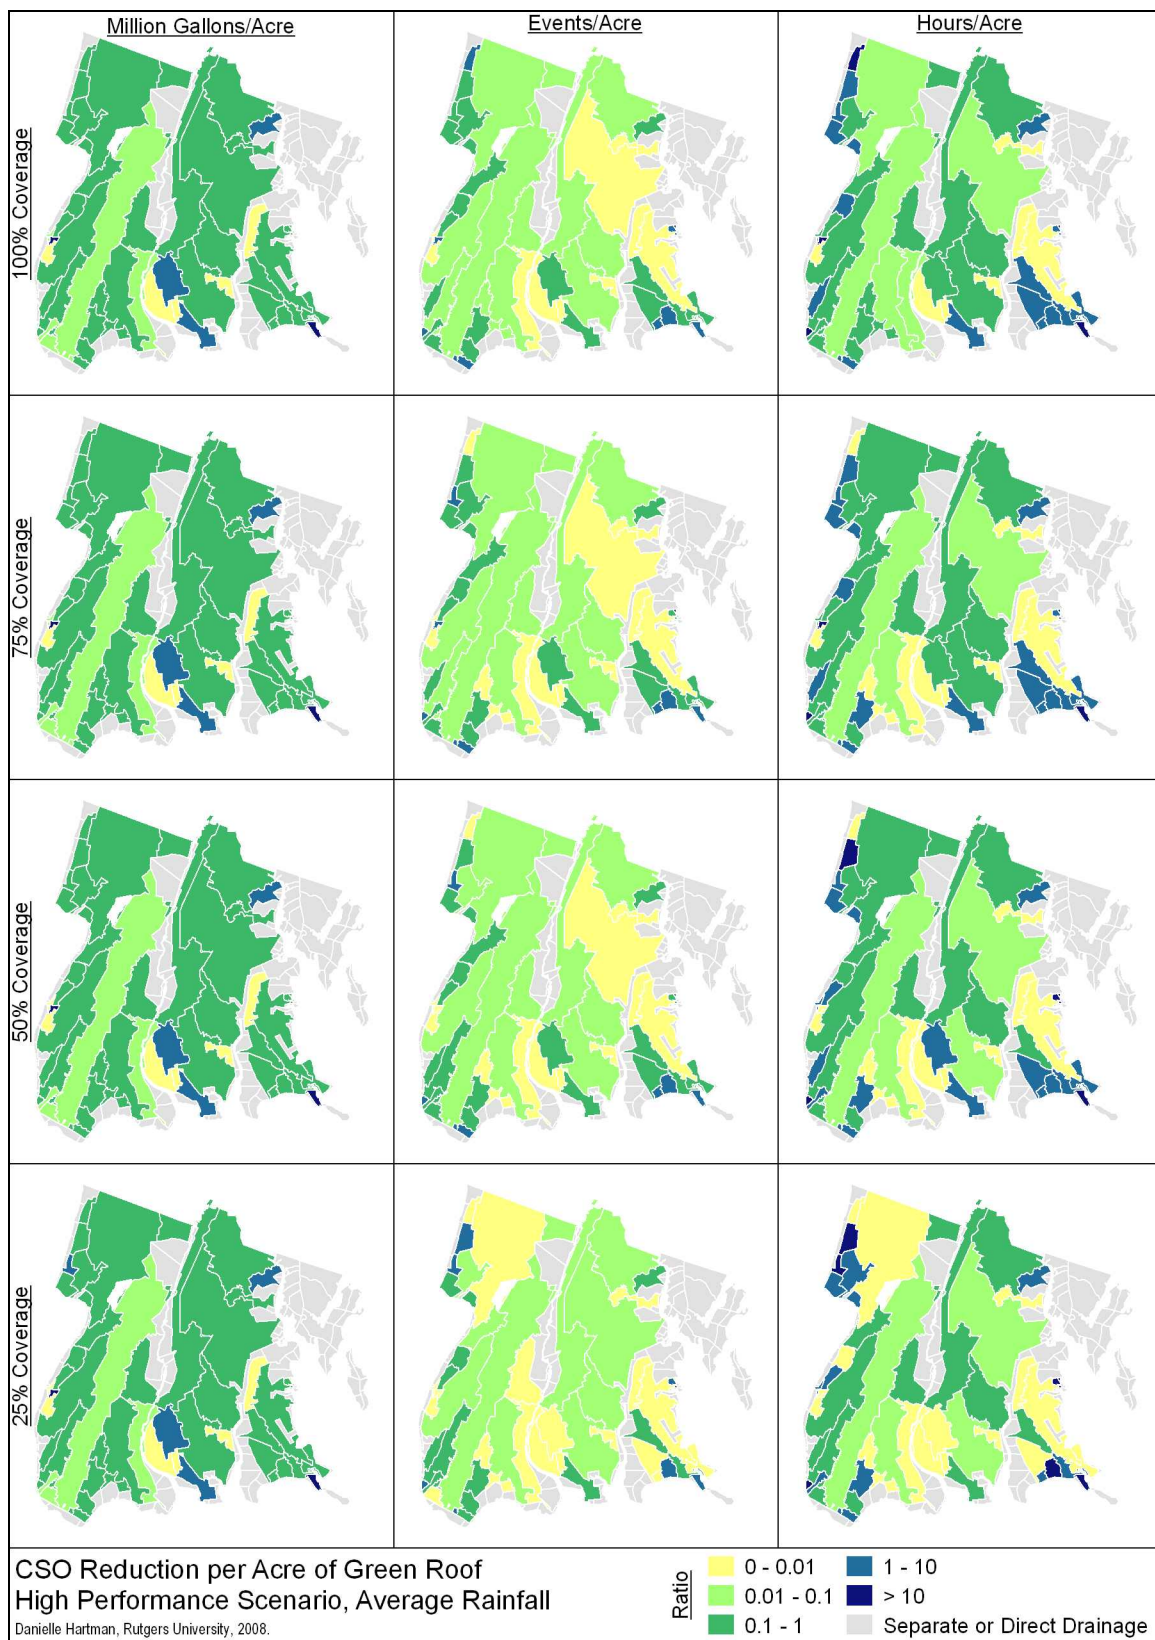 Million Gallons/Acre
Events/Acre
Hours/Acre
100% Coverage
75% Coverage
50% Coverage
25% Coverage
CSO Reduction per Acre of Green Roof
High Performance Scenario, Average Rainfall
Danielle Hartman, Rutgers University, 2008.
Ratio
0 - 0.01
0.01 - 0.1
0.1 - 1
1 - 10
> 10
Separate or Direct Drainage